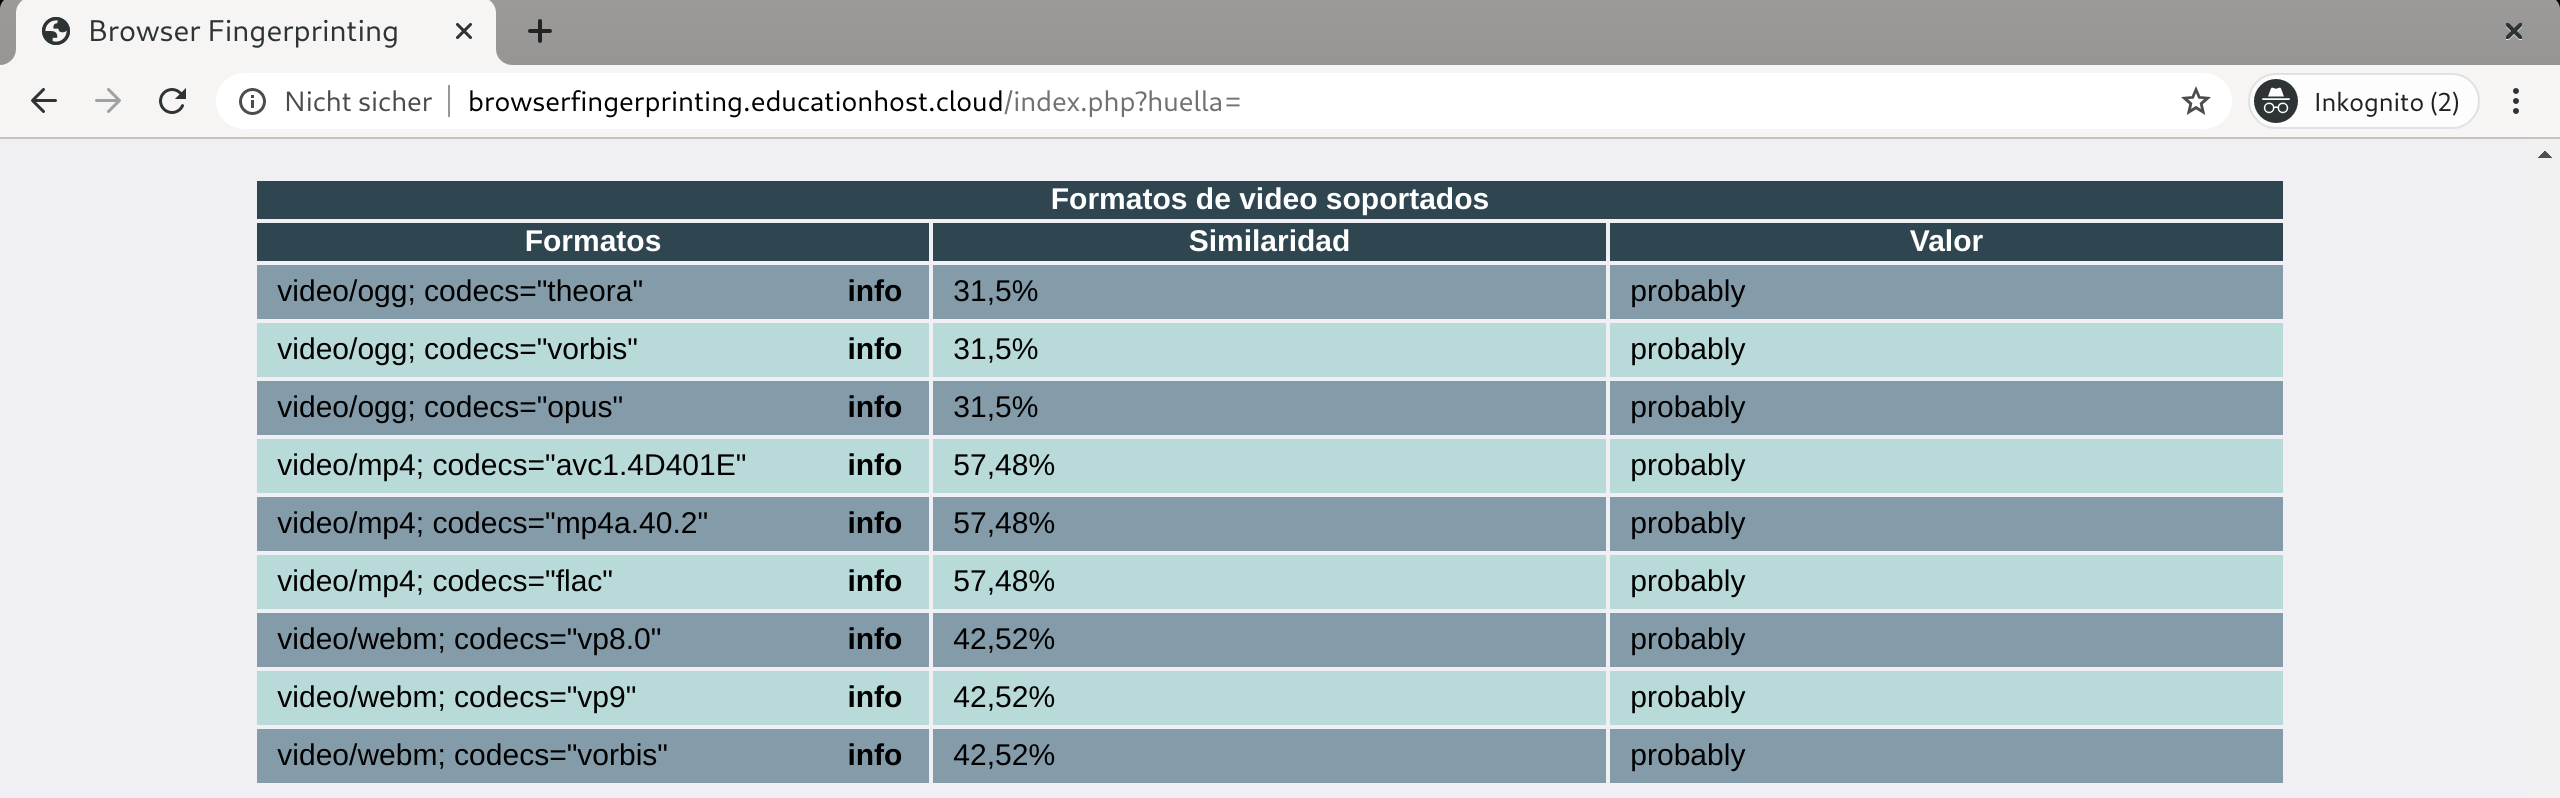 Browser Fingerprinting
Nicht sicher browserfingerprinting.educationhost.cloud/index.php?huella= Inkognito (2)
Formatos de video soportados
Formatos Similaridad Valor
video/ogg; codecs="theora" info 31,5% probably
video/ogg; codecs="vorbis" info 31,5% probably
video/ogg; codecs="opus" info 31,5% probably
video/mp4; codecs="avc1.4D401E" info 57,48% probably
video/mp4; codecs="mp4a.40.2" info 57,48% probably
video/mp4; codecs="flac" info 57,48% probably
video/webm; codecs="vp8.0" info 42,52% probably
video/webm; codecs="vp9" info 42,52% probably
video/webm; codecs="vorbis" info 42,52% probably